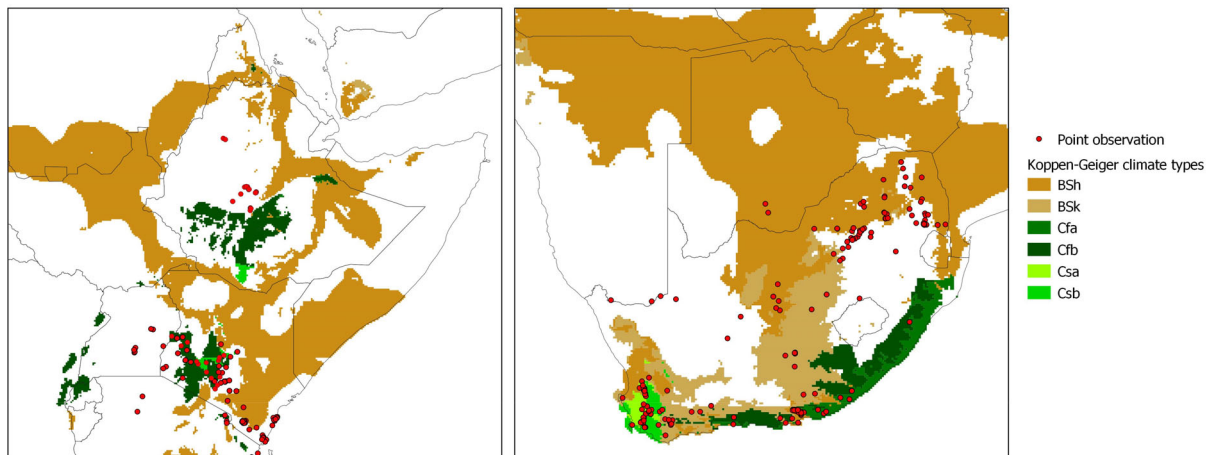 Point observation
Koppen-Geiger climate types
BSh
BSk
Cfa
Cfb
Csa
Csb